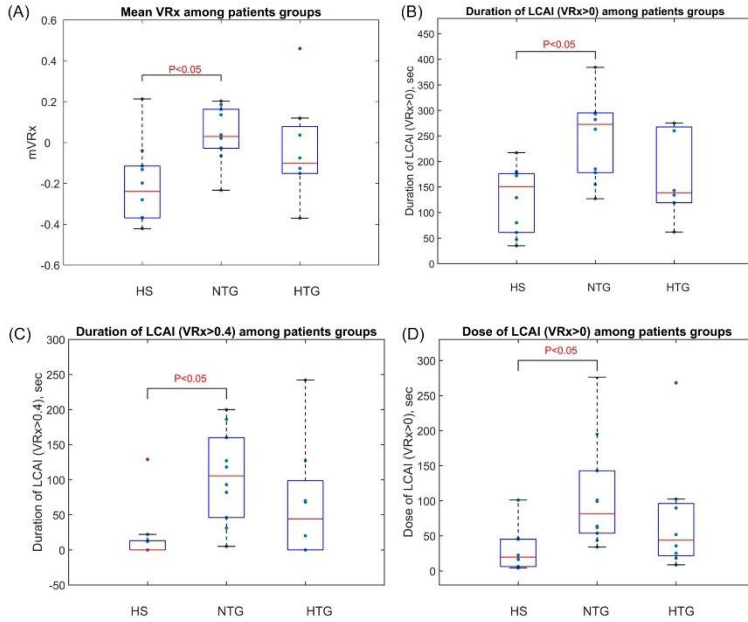 (A)
Mean VRx among patients groups
0.6
0.4
0.2
0
-0.2
-0.4
-0.6
mVRx
P<0.05
HS
NTG
HTG
(B)
Duration of LCAI (VRx>0) among patients groups
450
400
350
300
250
200
150
100
50
0
Duration of LCAI (VRx>0), sec
P<0.05
HS
NTG
HTG
(C)
Duration of LCAI (VRx>0.4) among patients groups
300
250
200
150
100
50
0
-50
Duration of LCAI (VRx>0.4), sec
P<0.05
HS
NTG
HTG
(D)
Dose of LCAI (VRx>0) among patients groups
300
250
200
150
100
50
0
Dose of LCAI (VRx>0), sec
P<0.05
HS
NTG
HTG